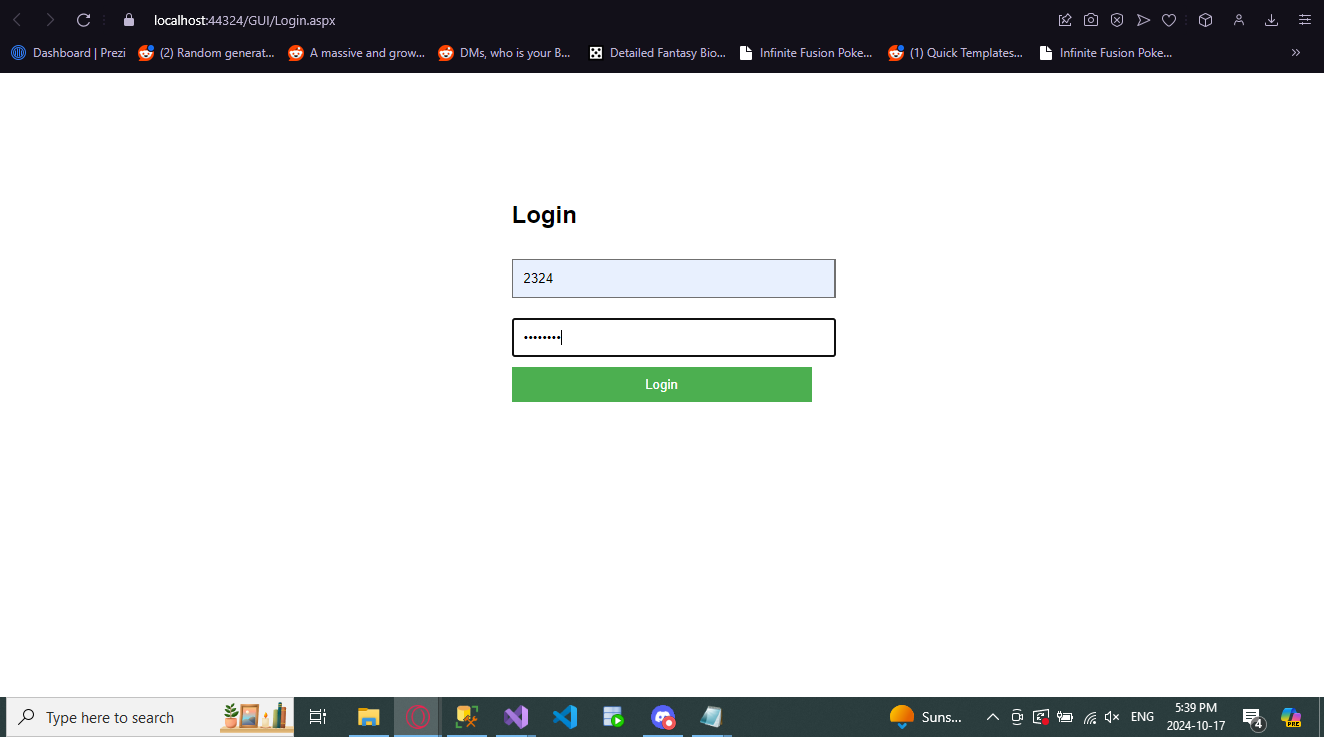 localhost:44324/GUI/Login.aspx
Dashboard | Prezi
(2) Random generat...
A massive and grow...
DMs, who is your B...
Detailed Fantasy Bio...
Infinite Fusion Poke...
(1) Quick Templates...
Infinite Fusion Poke...
»
Login
2324
••••••••
Login
Type here to search
Suns...
ENG
5:39 PM
2024-10-17
4
PRE